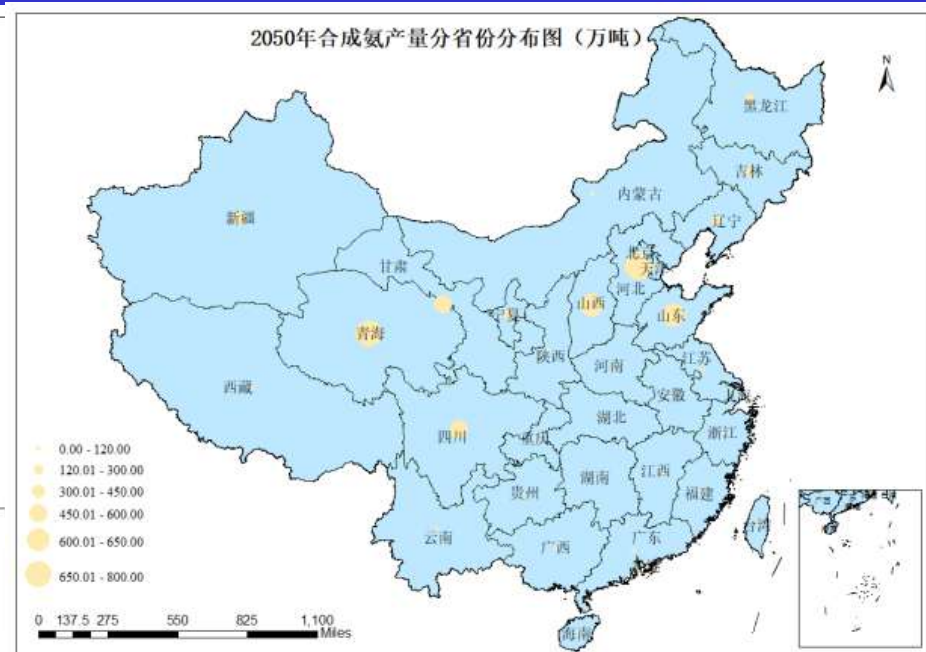 2050年合成氨产量分省份分布图（万吨）
N
黑龙江
吉林
内蒙古
辽宁
新疆
北京
天津
甘肃
河北
山西
宁夏
山东
青海
陕西
河南
江苏
西藏
安徽
湖北
四川
重庆
浙江
江西
湖南
贵州
福建
云南
广西
广东
台湾
海南
0.00 - 120.00
120.01 - 300.00
300.01 - 450.00
450.01 - 600.00
600.01 - 650.00
650.01 - 800.00
0 137.5 275 550 825 1,100
Miles